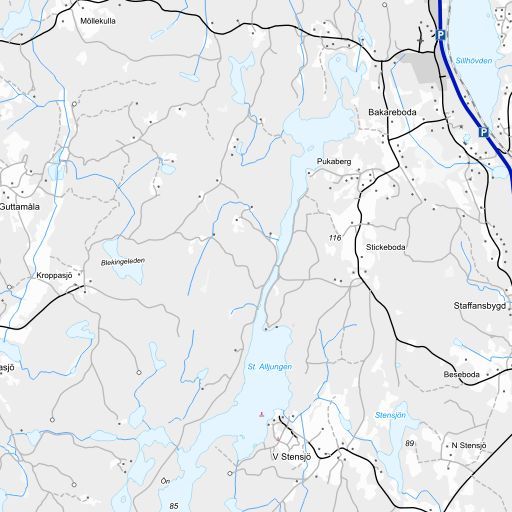 Möllekulla
P
Sillhövden
Bakareboda
P
Pukaberg
Guttamåla
116
Stickeboda
Blekingeleden
Kroppasjö
Staffansbygd
St Alljungen
asjö
Beseboda
Stensjön
89
N Stensjö
V Stensjö
Ön
85